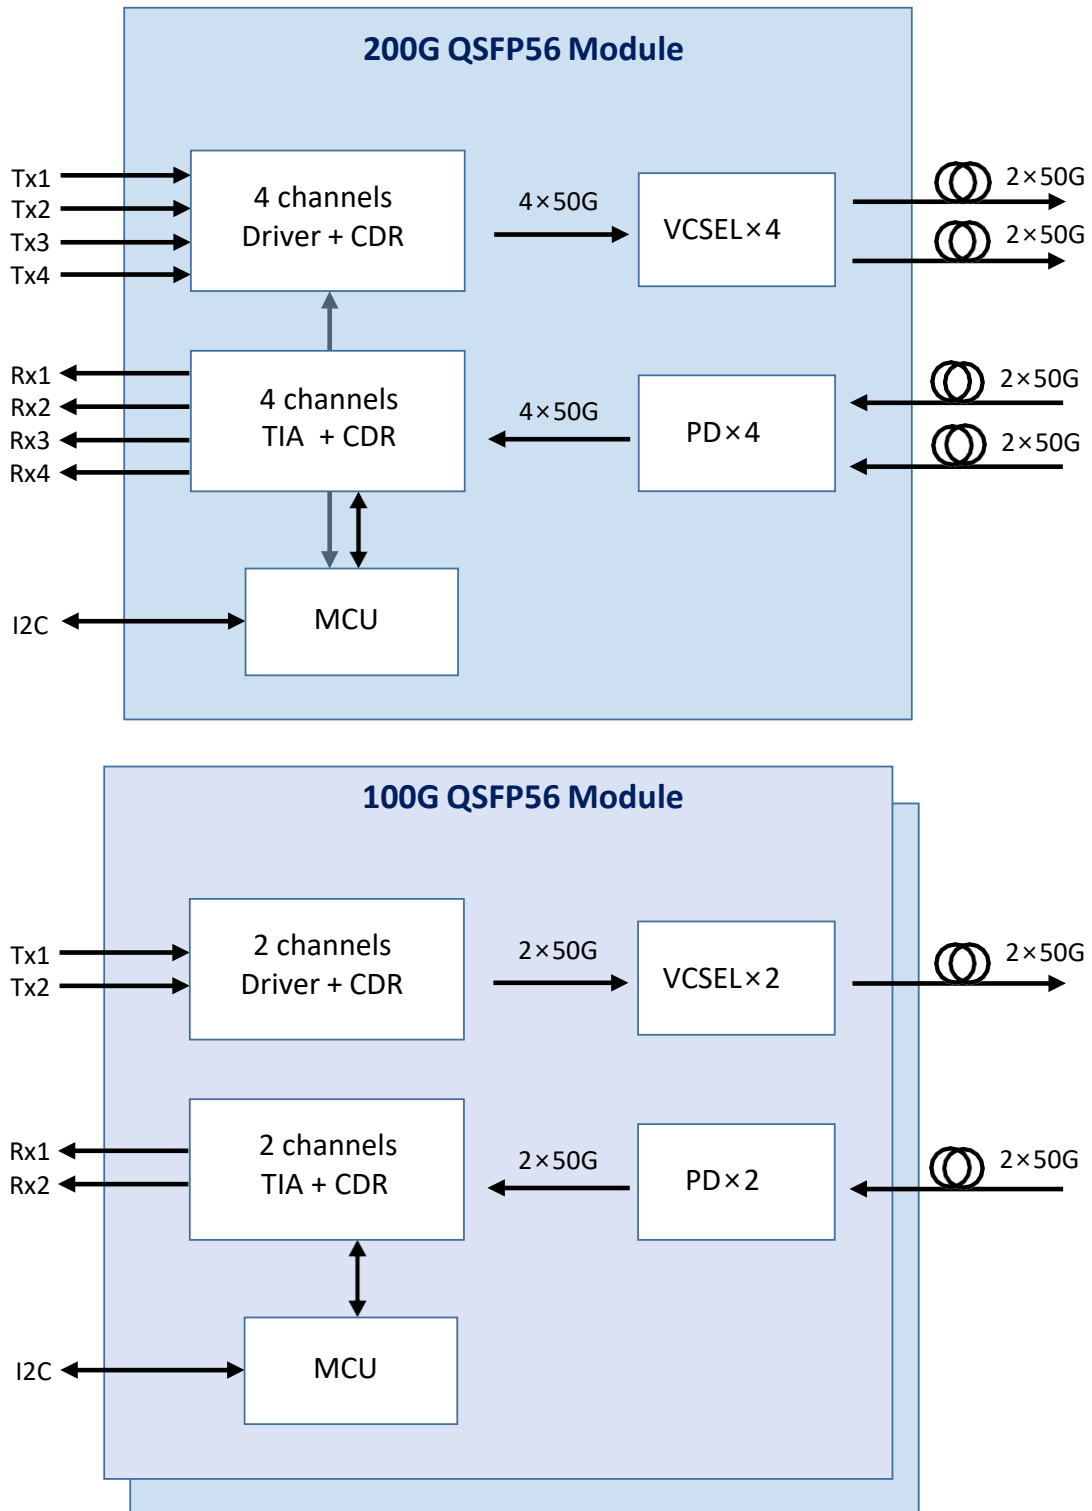 200G QSFP56 Module
Tx1
Tx2
Tx3
Tx4
4 channels
Driver + CDR
4×50G
VCSEL×4
2×50G
2×50G
Rx1
Rx2
Rx3
Rx4
4 channels
TIA + CDR
4×50G
PD×4
2×50G
2×50G
I2C
MCU
100G QSFP56 Module
Tx1
Tx2
2 channels
Driver + CDR
2×50G
VCSEL×2
2×50G
Rx1
Rx2
2 channels
TIA + CDR
2×50G
PD×2
2×50G
I2C
MCU